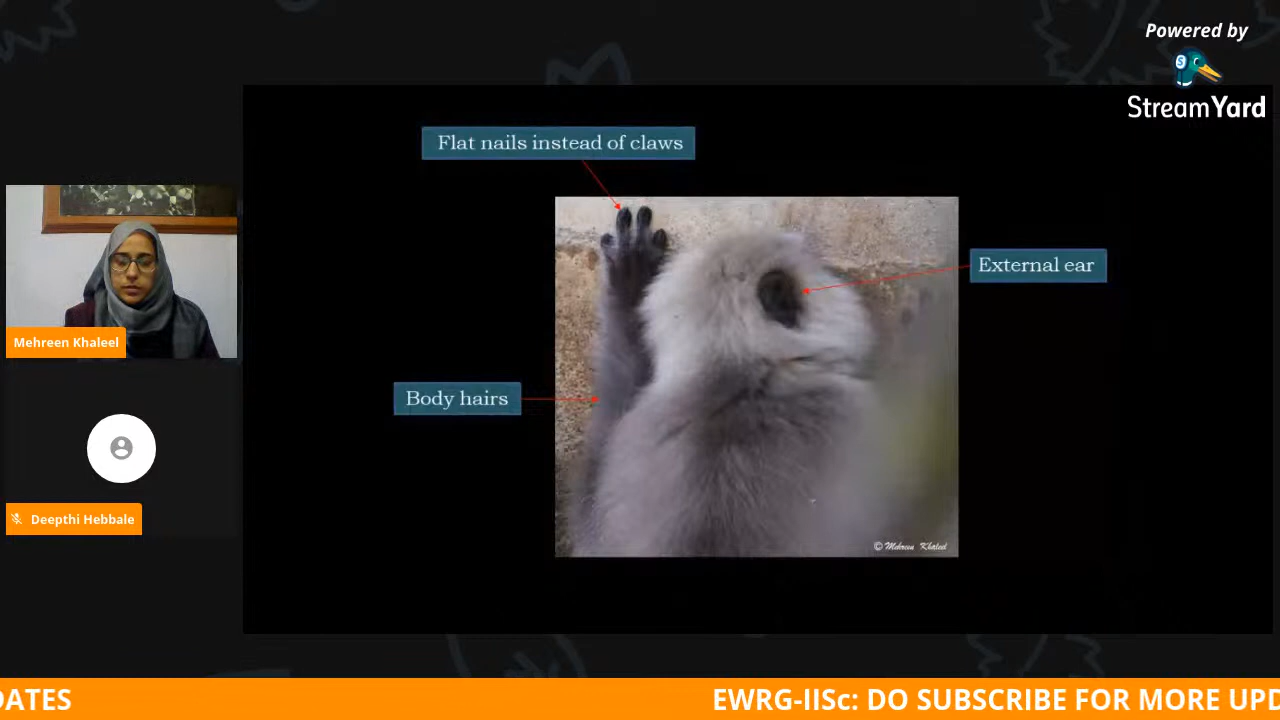 Powered by
StreamYard
Flat nails instead of claws
External ear
Body hairs
© Mehreen Khaleel
Mehreen Khaleel
Deepthi Hebbale
DATES
EWRG-IISc: DO SUBSCRIBE FOR MORE UPD